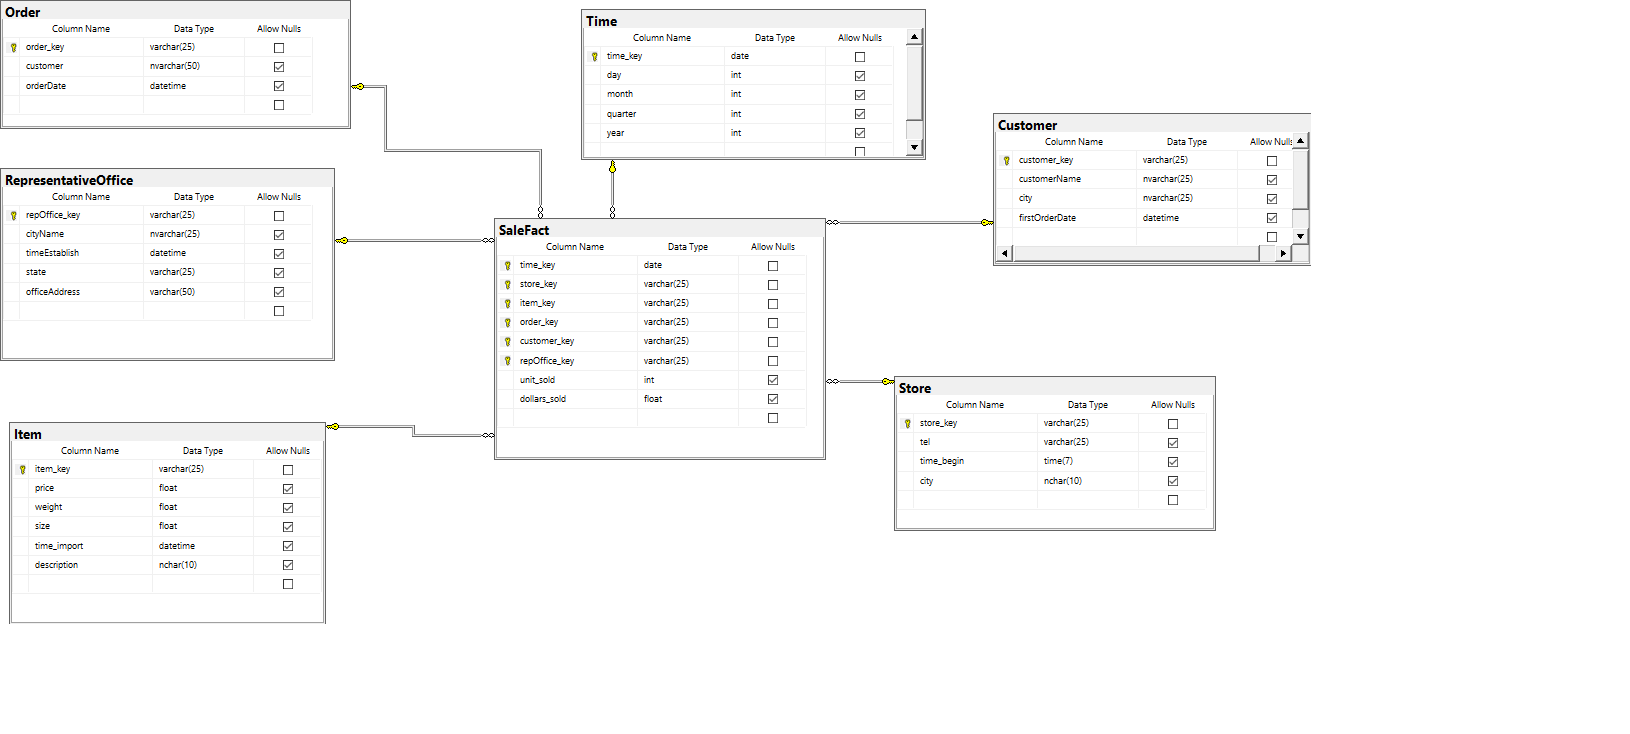 Order
Column Name Data Type Allow Nulls
order_key varchar(25)
customer nvarchar(50)
orderDate datetime
Time
Column Name Data Type Allow Nulls
time_key date
day int
month int
quarter int
year int
Customer
Column Name Data Type Allow Nulls
customer_key varchar(25)
customerName nvarchar(25)
city nvarchar(25)
firstOrderDate datetime
RepresentativeOffice
Column Name Data Type Allow Nulls
repOffice_key varchar(25)
cityName nvarchar(25)
timeEstablish datetime
state varchar(25)
officeAddress varchar(50)
SaleFact
Column Name Data Type Allow Nulls
time_key date
store_key varchar(25)
item_key varchar(25)
order_key varchar(25)
customer_key varchar(25)
repOffice_key varchar(25)
unit_sold int
dollars_sold float
Store
Column Name Data Type Allow Nulls
store_key varchar(25)
tel varchar(25)
time_begin time(7)
city nchar(10)
Item
Column Name Data Type Allow Nulls
item_key varchar(25)
price float
weight float
size float
time_import datetime
description nchar(10)